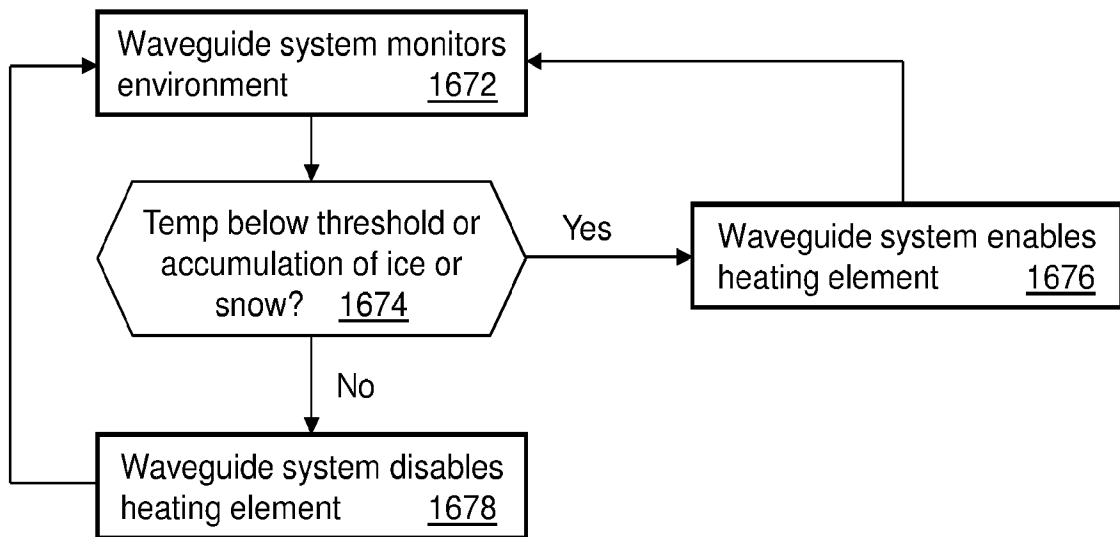 Waveguide system monitors
environment 1672
Temp below threshold or
accumulation of ice or
snow? 1674
Yes
Waveguide system enables
heating element 1676
No
Waveguide system disables
heating element 1678